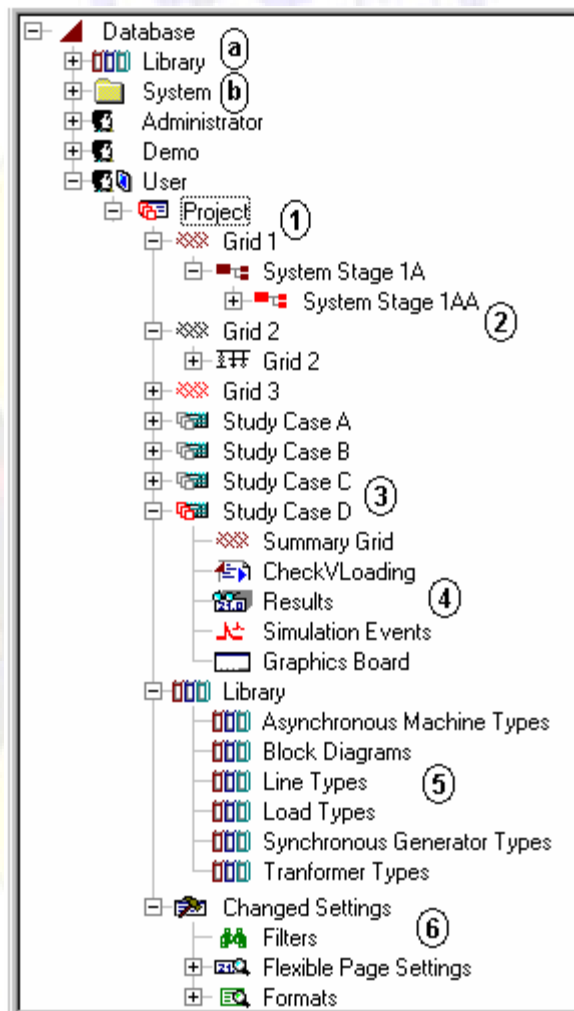 Database
Library a
System b
Administrator
Demo
User
Project 1
Grid 1
System Stage 1A
System Stage 1AA 2
Grid 2
Grid 2
Grid 3
Study Case A
Study Case B
Study Case C 3
Study Case D
Summary Grid
CheckVLoading
Results 4
Simulation Events
Graphics Board
Library
Asynchronous Machine Types
Block Diagrams
Line Types 5
Load Types
Synchronous Generator Types
Tranformer Types
Changed Settings
Filters 6
Flexible Page Settings
Formats